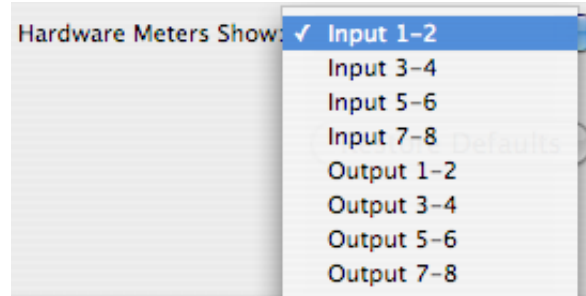 Hardware Meters Show: ✓ Input 1-2
Input 3-4
Input 5-6
Input 7-8
Defaults
Output 1-2
Output 3-4
Output 5-6
Output 7-8